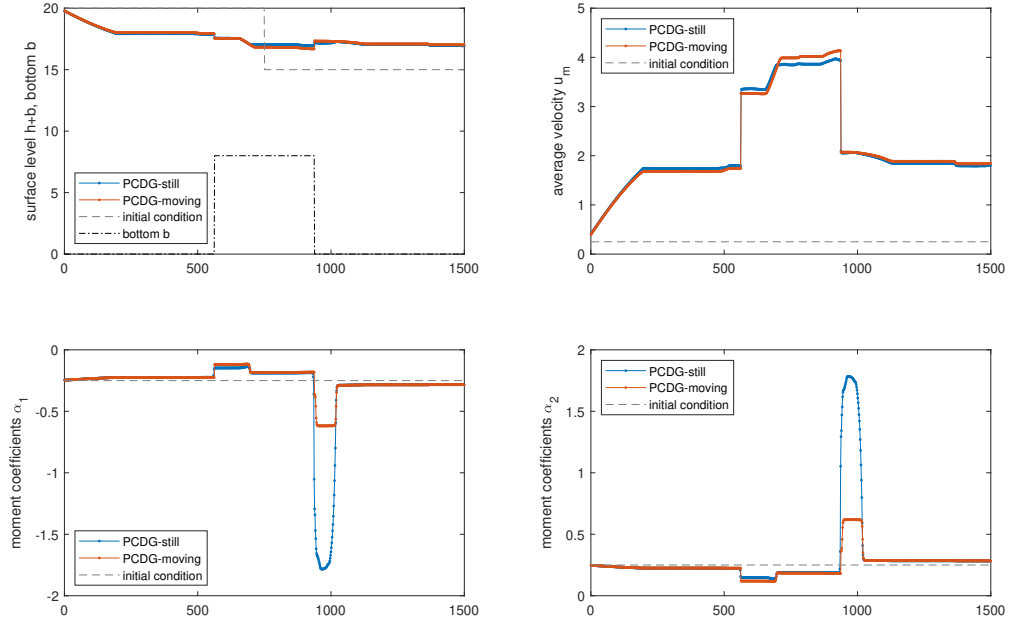 20
15
10
5
0
surface level h+b, bottom b
PCDG-still
PCDG-moving
initial condition
bottom b
0 500 1000 1500
5
4
3
2
1
0
average velocity u_m
PCDG-still
PCDG-moving
initial condition
0 500 1000 1500
0
-0.5
-1
-1.5
-2
moment coefficients α_1
PCDG-still
PCDG-moving
initial condition
0 500 1000 1500
2
1.5
1
0.5
0
moment coefficients α_2
PCDG-still
PCDG-moving
initial condition
0 500 1000 1500